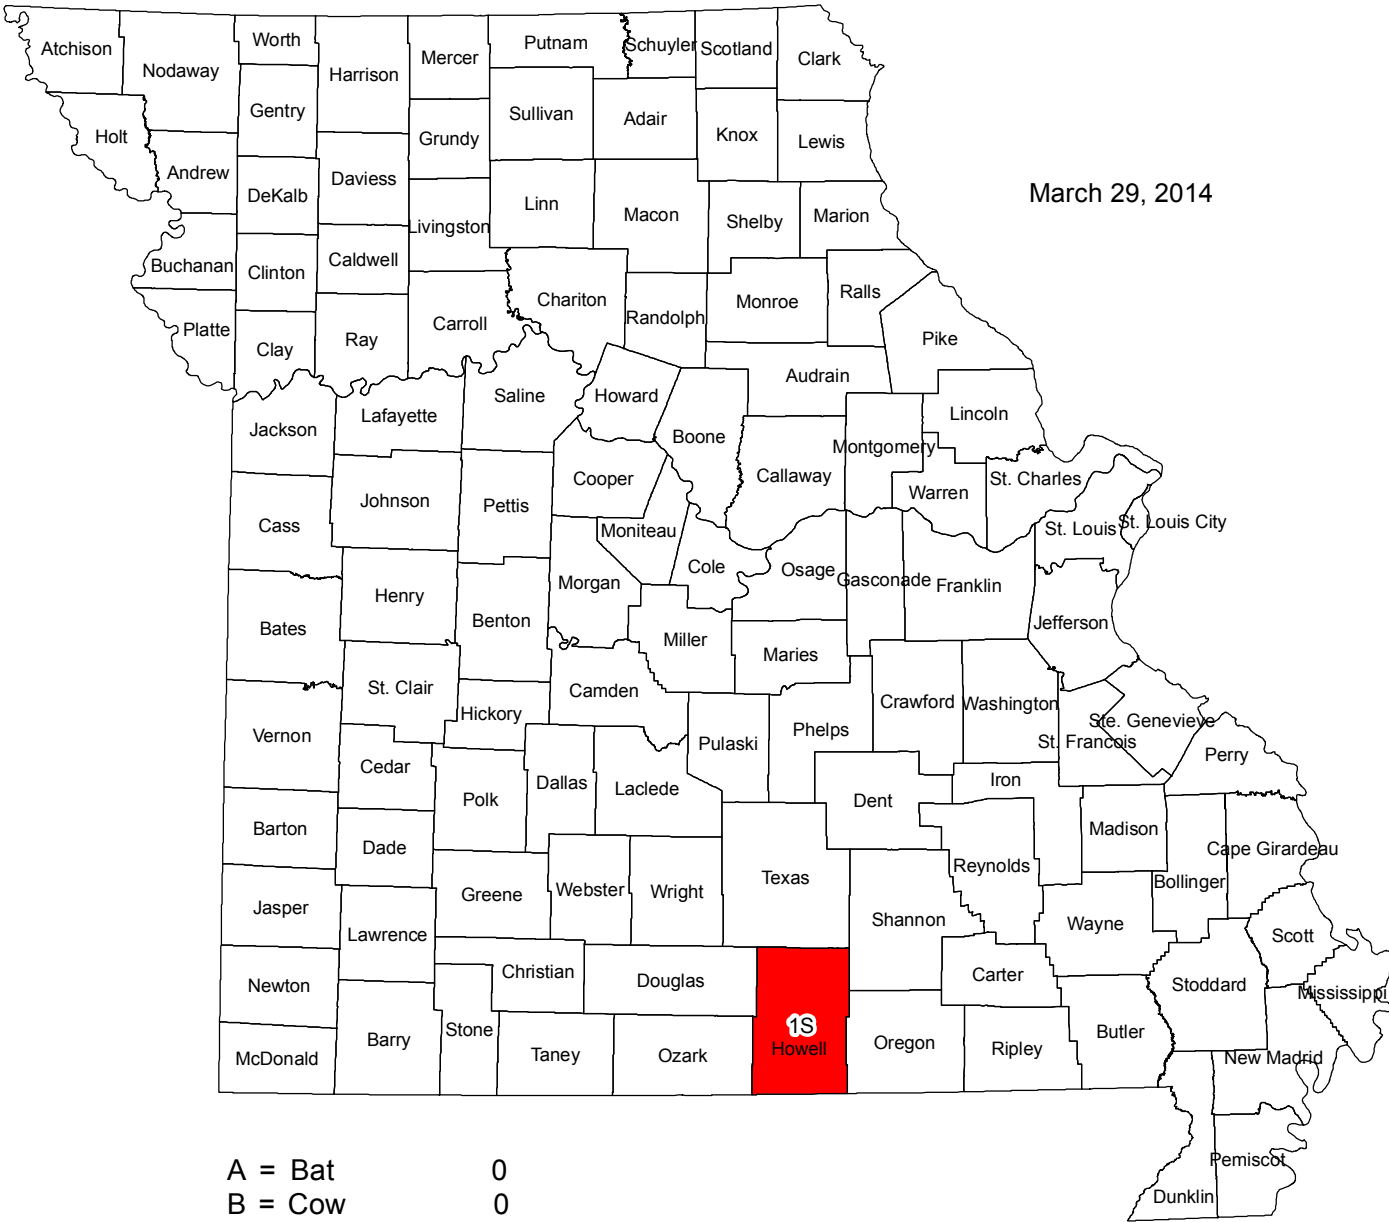 Atchison
Nodaway
Worth
Harrison
Mercer
Putnam
Schuyler
Scotland
Clark
Gentry
Sullivan
Adair
Knox
Lewis
Holt
Grundy
Andrew
DeKalb
Daviess
Linn
Macon
Shelby
Marion
March 29, 2014
Livingston
Buchanan
Clinton
Caldwell
Chariton
Randolph
Monroe
Ralls
Platte
Clay
Ray
Carroll
Pike
Audrain
Saline
Howard
Lafayette
Jackson
Boone
Lincoln
Montgomery
Callaway
Cooper
Johnson
Pettis
Warren
St. Charles
Cass
Moniteau
St. Louis
St. Louis City
Cole
Osage
Gasconade
Franklin
Morgan
Henry
Benton
Bates
Miller
Maries
Jefferson
St. Clair
Camden
Hickory
Crawford
Washington
Ste. Genevieve
St. Francois
Vernon
Pulaski
Phelps
Perry
Cedar
Dallas
Laclede
Polk
Dent
Iron
Barton
Dade
Madison
Cape Girardeau
Reynolds
Bollinger
Texas
Greene
Webster
Wright
Jasper
Lawrence
Shannon
Wayne
Scott
Christian
Douglas
Carter
Newton
Stoddard
Mississippi
1S
Howell
Stone
Barry
McDonald
Taney
Ozark
Oregon
Ripley
Butler
New Madrid
Pemiscot
Dunklin
A = Bat 0
B = Cow 0